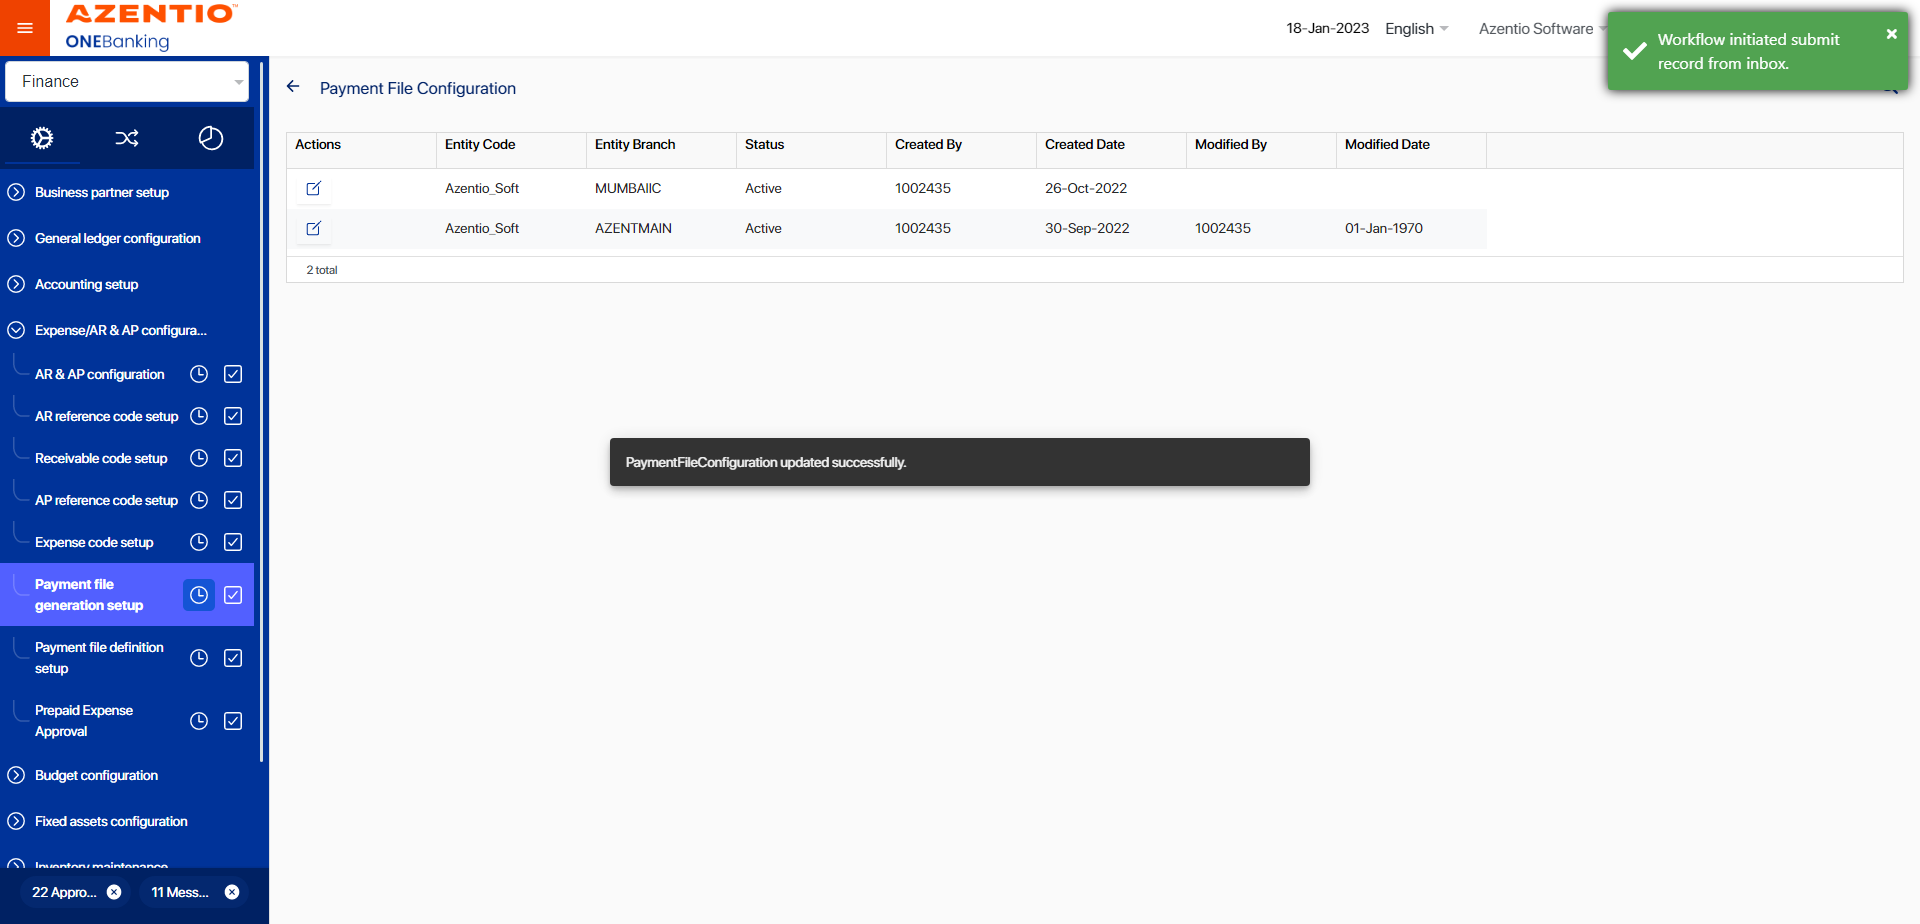 AZENTIO
ONEBanking
18-Jan-2023
English
Azentio Software
Workflow initiated submit
record from inbox.
Finance
Payment File Configuration
Actions Entity Code Entity Branch Status Created By Created Date Modified By Modified Date
Azentio_Soft MUMBAIIC Active 1002435 26-Oct-2022
Azentio_Soft AZENTMAIN Active 1002435 30-Sep-2022 1002435 01-Jan-1970
2 total
PaymentFileConfiguration updated successfully.
Business partner setup
General ledger configuration
Accounting setup
Expense/AR & AP configura...
AR & AP configuration
AR reference code setup
Receivable code setup
AP reference code setup
Expense code setup
Payment file
generation setup
Payment file definition
setup
Prepaid Expense
Approval
Budget configuration
Fixed assets configuration
Inventory maintenance
22 Appro...
11 Mess...